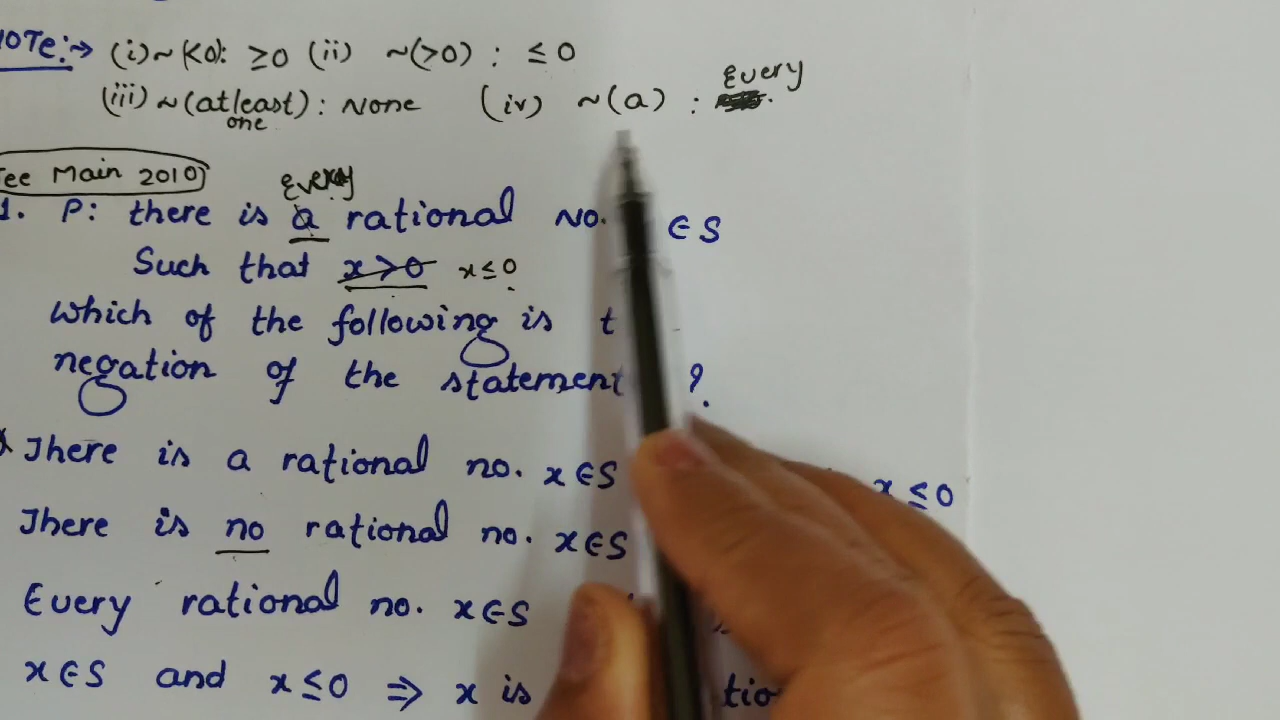 NOTE:→ (i) ~ (<0): ≥0 (ii) ~(>0) : ≤ 0
(iii) ~ (atleast one) : None (iv) ~(a) : Every
Jee Main 2010
1. P: there is a every rational no. ∈ S
Such that x>0 x≤0
which of the following is
negation of the statement ?
There is a rational no. x∈S x ≤ 0
There is no rational no. x∈S
Every rational no. x∈S
x∈S and x≤0 ⇒ x is